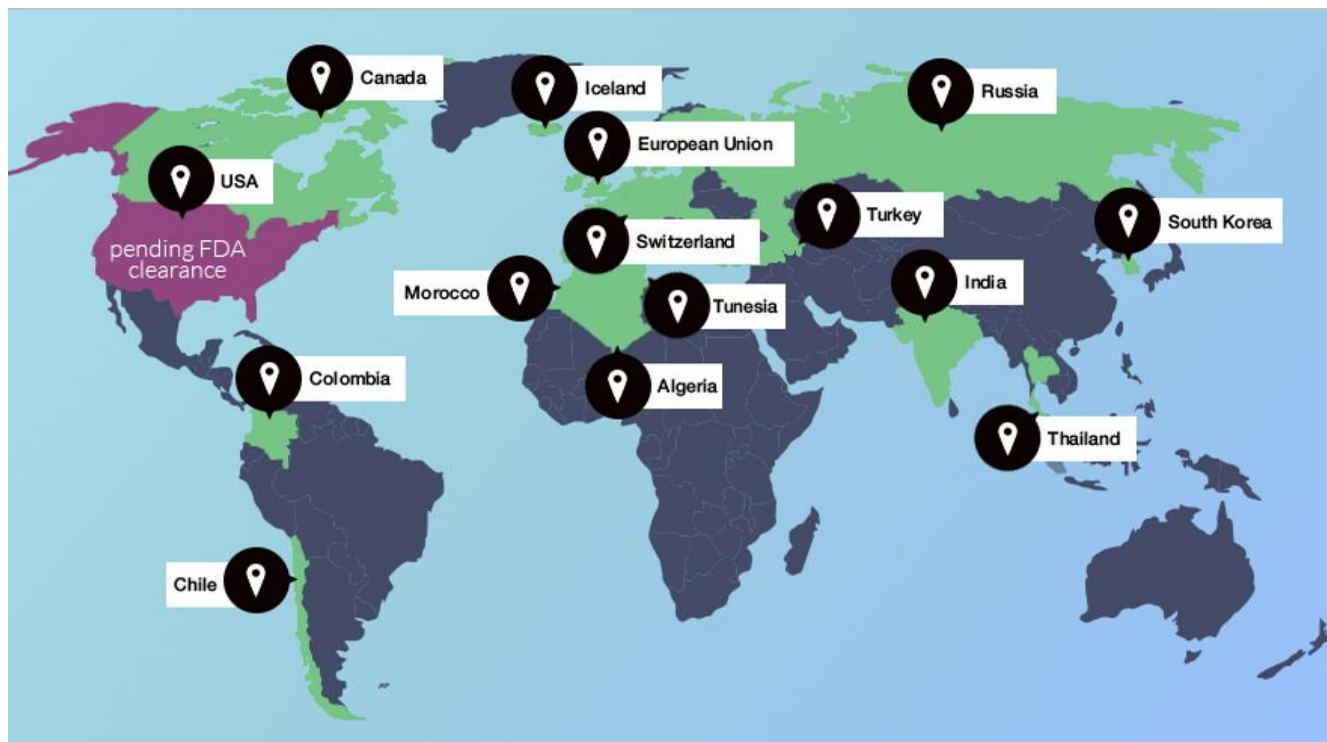 Canada
Iceland
Russia
European Union
USA
Turkey
South Korea
Switzerland
pending FDA
clearance
Morocco
India
Tunesia
Colombia
Algeria
Thailand
Chile